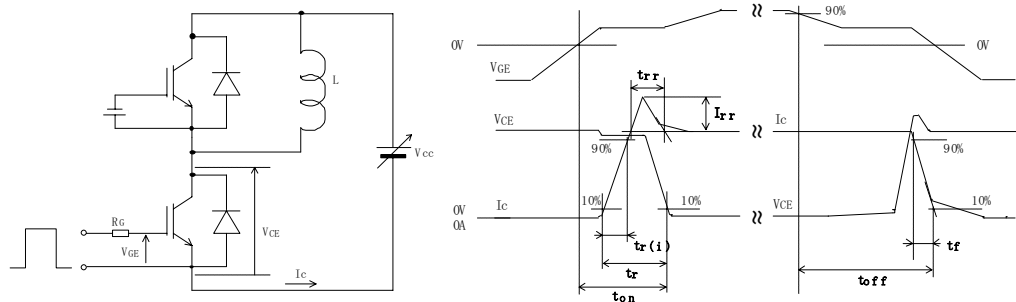 L
Vcc
RG
VGE
VCE
Ic
0V
VGE
trr
Irr
VCE
90%
Ic
10%
10%
0V
0A
tr(i)
tr
ton
90%
0V
Ic
90%
VCE
10%
tf
toff